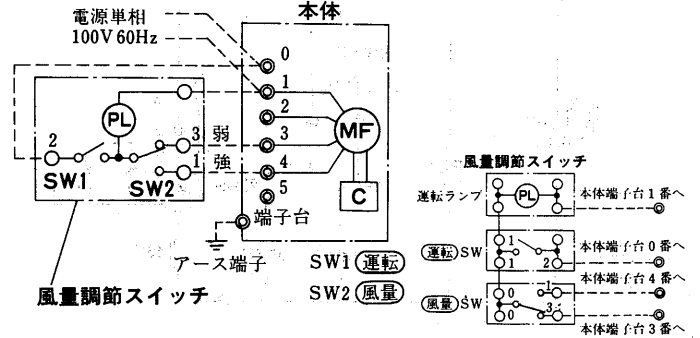 本体
電源単相
100V 60Hz
0
1
2
3
4
5
MF
C
端子台
アース端子
PL
2
SW1
SW2
3 弱
1 強
風量調節スイッチ
SW1 運転
SW2 風量
風量調節スイッチ
運転ランプ
PL
本体端子台1番へ
運転 SW
1
1
2
本体端子台0番へ
本体端子台4番へ
風量 SW
0
0
1
3
本体端子台3番へ